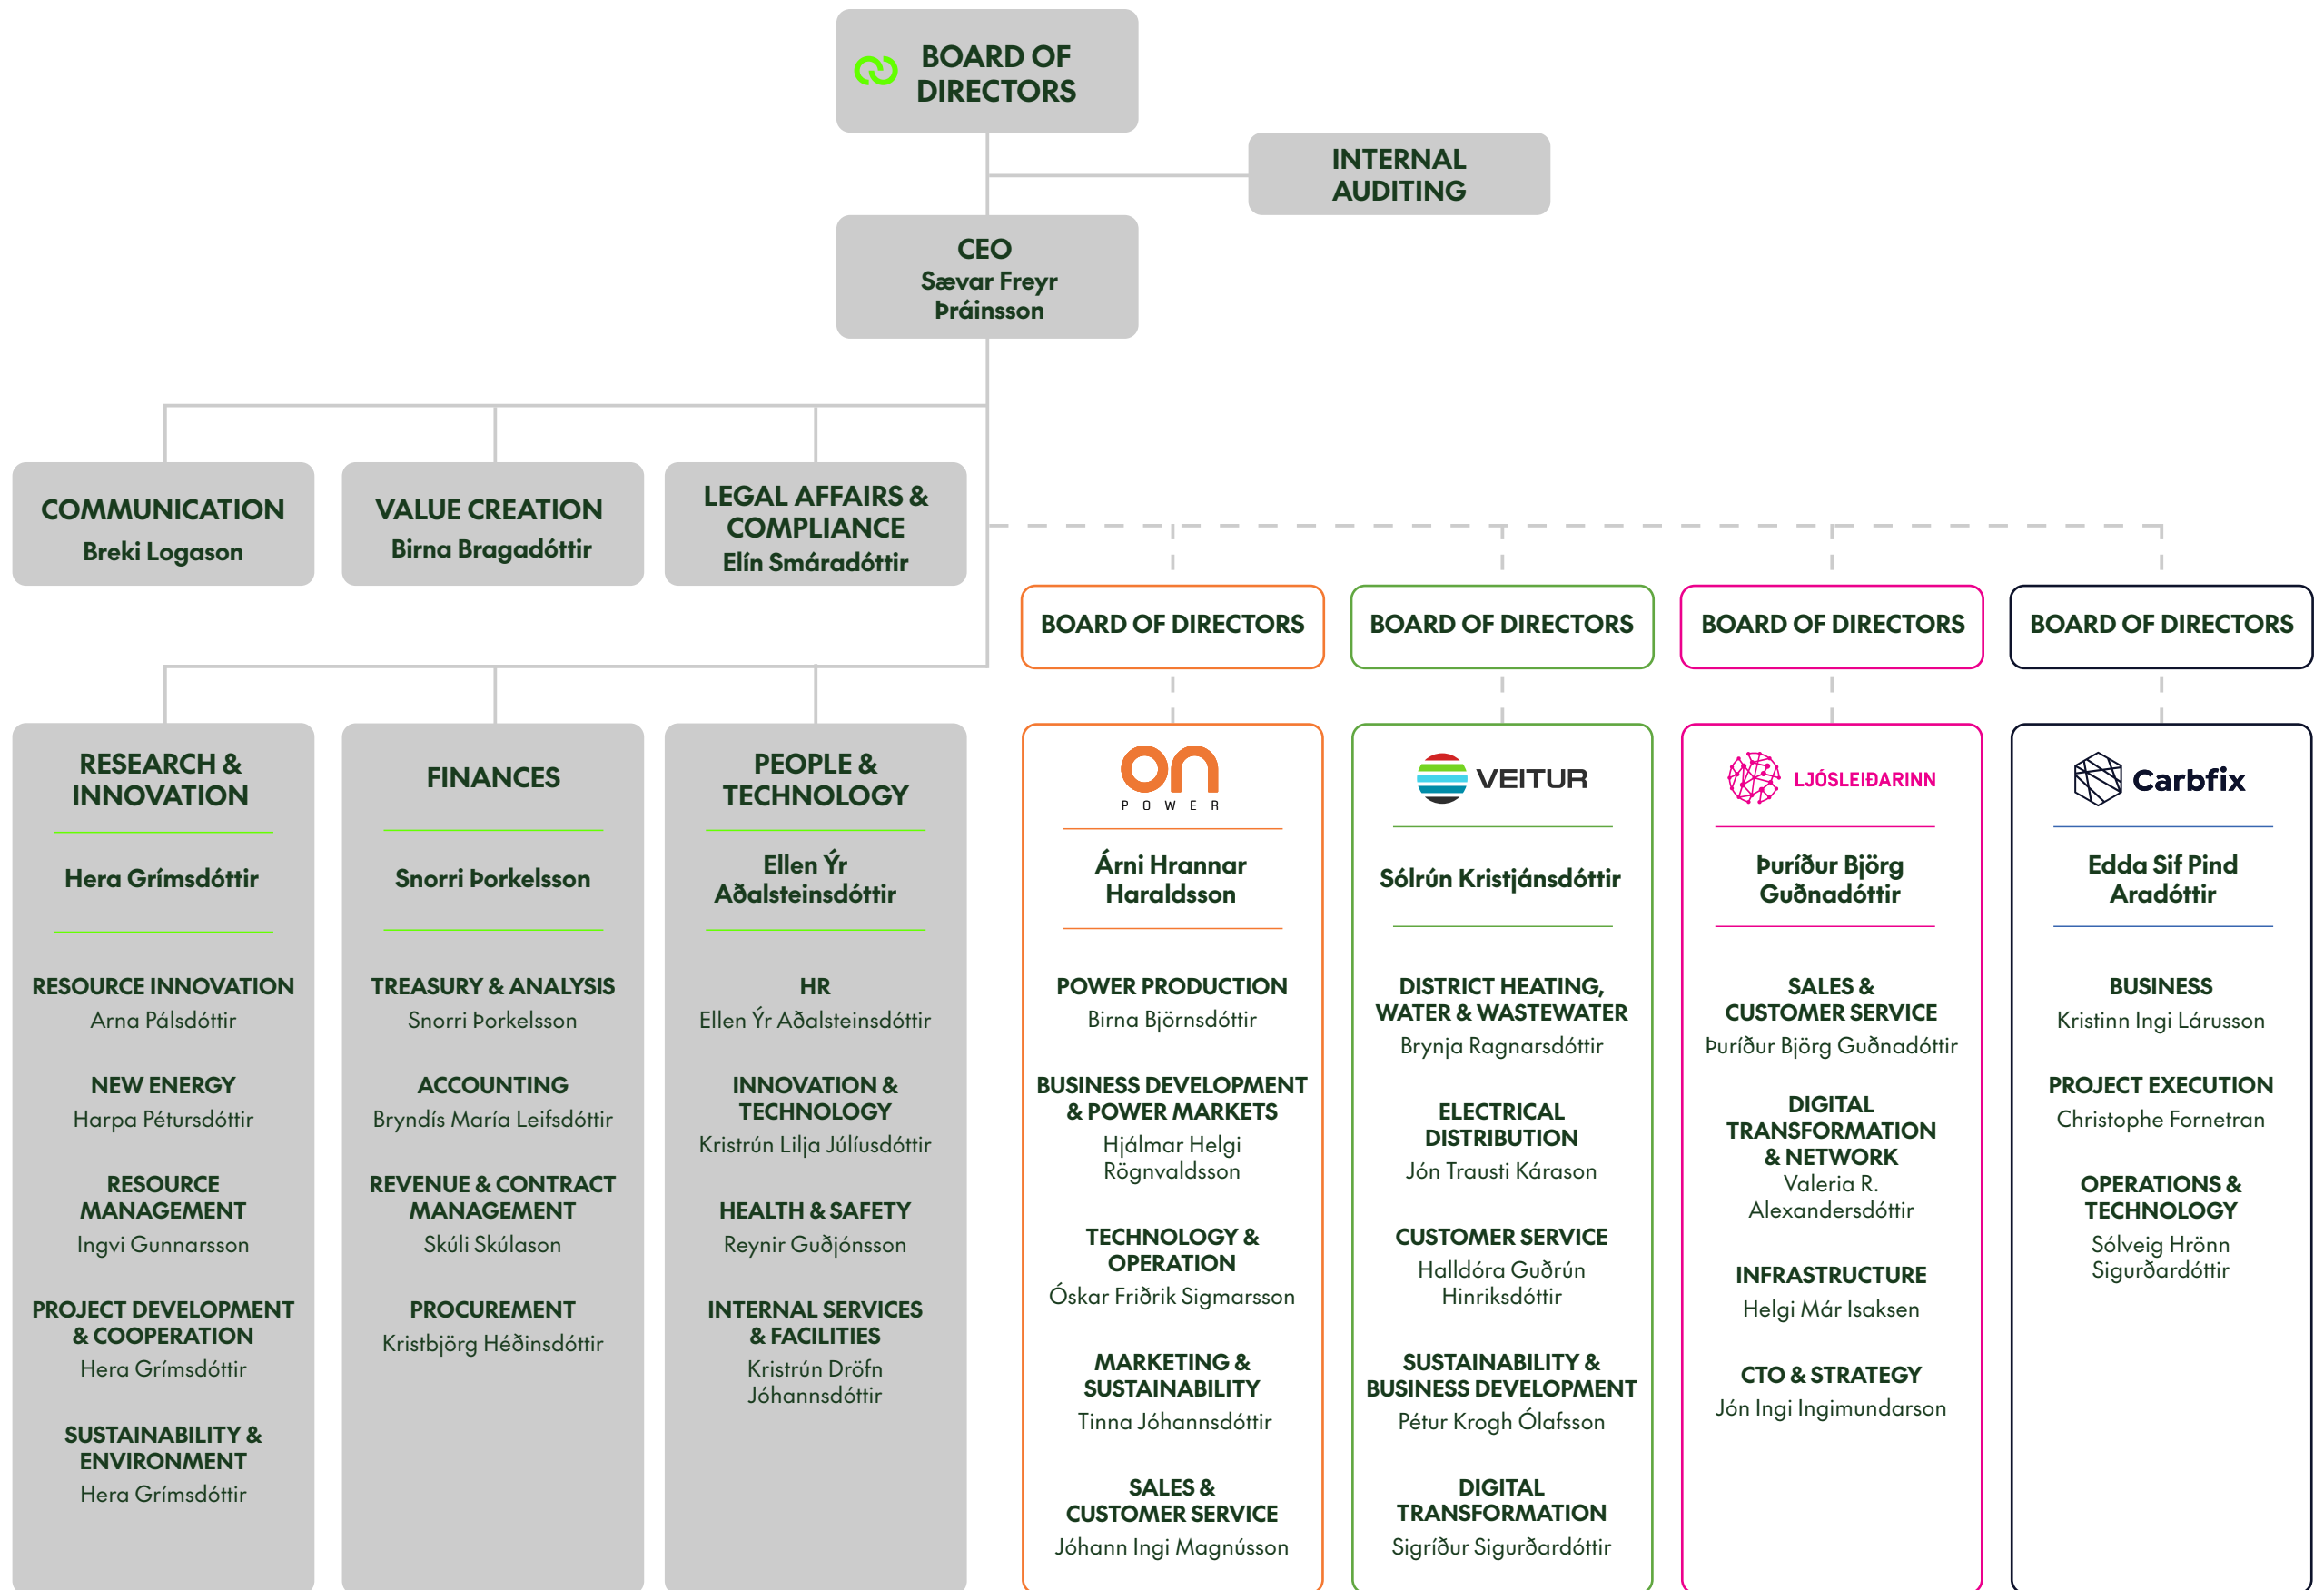 BOARD OF
DIRECTORS
INTERNAL
AUDITING
CEO
Sævar Freyr
Þráinsson
COMMUNICATION
Breki Logason
VALUE CREATION
Birna Bragadóttir
LEGAL AFFAIRS &
COMPLIANCE
Elín Smáradóttir
BOARD OF DIRECTORS
BOARD OF DIRECTORS
BOARD OF DIRECTORS
BOARD OF DIRECTORS
RESEARCH &
INNOVATION
Hera Grímsdóttir
RESOURCE INNOVATION
Arna Pálsdóttir
NEW ENERGY
Harpa Pétursdóttir
RESOURCE
MANAGEMENT
Ingvi Gunnarsson
PROJECT DEVELOPMENT
& COOPERATION
Hera Grímsdóttir
SUSTAINABILITY &
ENVIRONMENT
Hera Grímsdóttir
FINANCES
Snorri Þorkelsson
TREASURY & ANALYSIS
Snorri Þorkelsson
ACCOUNTING
Bryndís María Leifsdóttir
REVENUE & CONTRACT
MANAGEMENT
Skúli Skúlason
PROCUREMENT
Kristbjörg Héðinsdóttir
PEOPLE &
TECHNOLOGY
Ellen Ýr
Aðalsteinsdóttir
HR
Ellen Ýr Aðalsteinsdóttir
INNOVATION &
TECHNOLOGY
Kristrún Lilja Júlíusdóttir
HEALTH & SAFETY
Reynir Guðjónsson
INTERNAL SERVICES
& FACILITIES
Kristrún Dröfn
Jóhannsdóttir
on
POWER
Árni Hrannar
Haraldsson
POWER PRODUCTION
Birna Björnsdóttir
BUSINESS DEVELOPMENT
& POWER MARKETS
Hjálmar Helgi
Rögnvaldsson
TECHNOLOGY &
OPERATION
Óskar Friðrik Sigmarsson
MARKETING &
SUSTAINABILITY
Tinna Jóhannsdóttir
SALES &
CUSTOMER SERVICE
Jóhann Ingi Magnússon
VEITUR
Sólrún Kristjánsdóttir
DISTRICT HEATING,
WATER & WASTEWATER
Brynja Ragnarsdóttir
ELECTRICAL
DISTRIBUTION
Jón Trausti Kárason
CUSTOMER SERVICE
Halldóra Guðrún
Hinriksdóttir
SUSTAINABILITY &
BUSINESS DEVELOPMENT
Pétur Krogh Ólafsson
DIGITAL
TRANSFORMATION
Sigríður Sigurðardóttir
LJÓSLEIÐARINN
Þuríður Björg
Guðnadóttir
SALES &
CUSTOMER SERVICE
Þuríður Björg Guðnadóttir
DIGITAL
TRANSFORMATION
& NETWORK
Valeria R.
Alexandersdóttir
INFRASTRUCTURE
Helgi Már Isaksen
CTO & STRATEGY
Jón Ingi Ingimundarson
Carbfix
Edda Sif Pind
Aradóttir
BUSINESS
Kristinn Ingi Lárusson
PROJECT EXECUTION
Christophe Fornetran
OPERATIONS &
TECHNOLOGY
Sólveig Hrönn
Sigurðardóttir